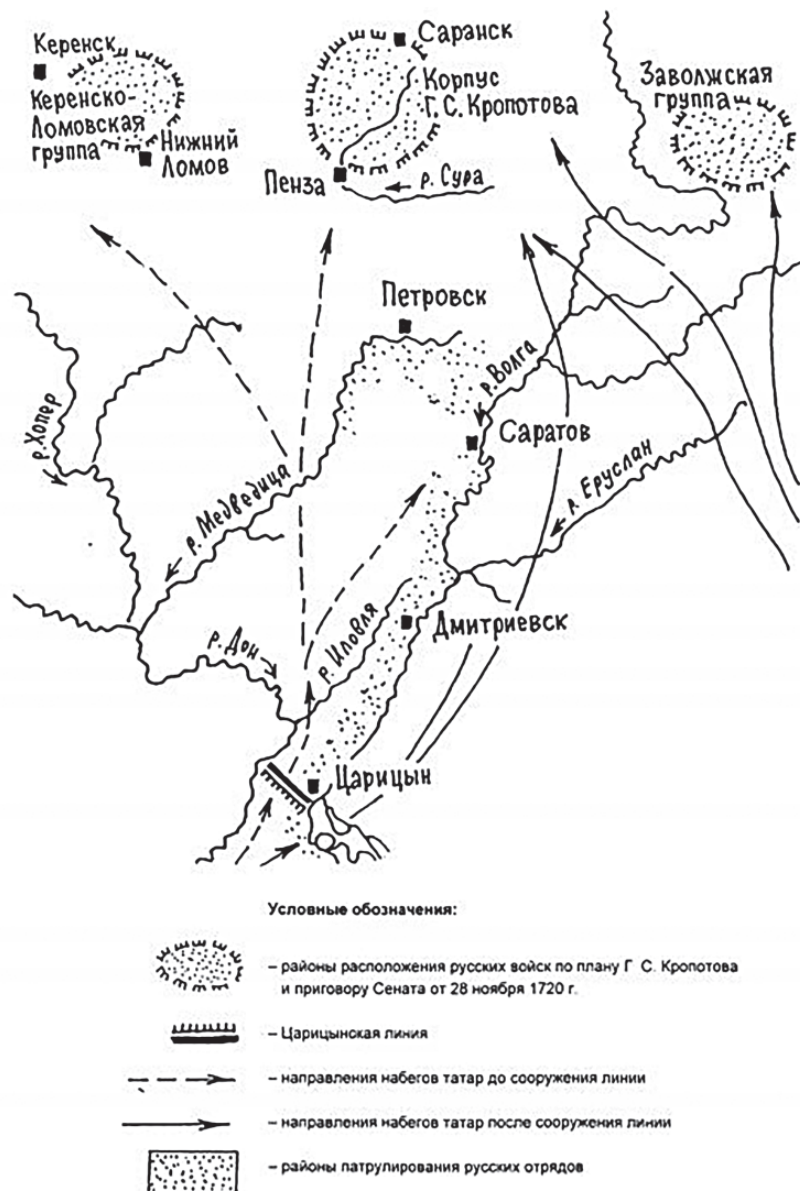 Керенск
Керенско-
Ломовская
группа
Нижний
Ломов
Саранск
Корпус
Г. С. Кропотова
Пенза
р. Сура
Заволжская
группа
Петровск
р. Волга
Саратов
р. Хопер
р. Медведица
р. Еруслан
р. Иловля
Дмитриевск
р. Дон
Царицын
Условные обозначения:
– районы расположения русских войск по плану Г С. Кропотова
и приговору Сената от 28 ноября 1720 г.
– Царицынская линия
– направления набегов татар до сооружения линии
– направления набегов татар после сооружения линии
– районы патрулирования русских отрядов